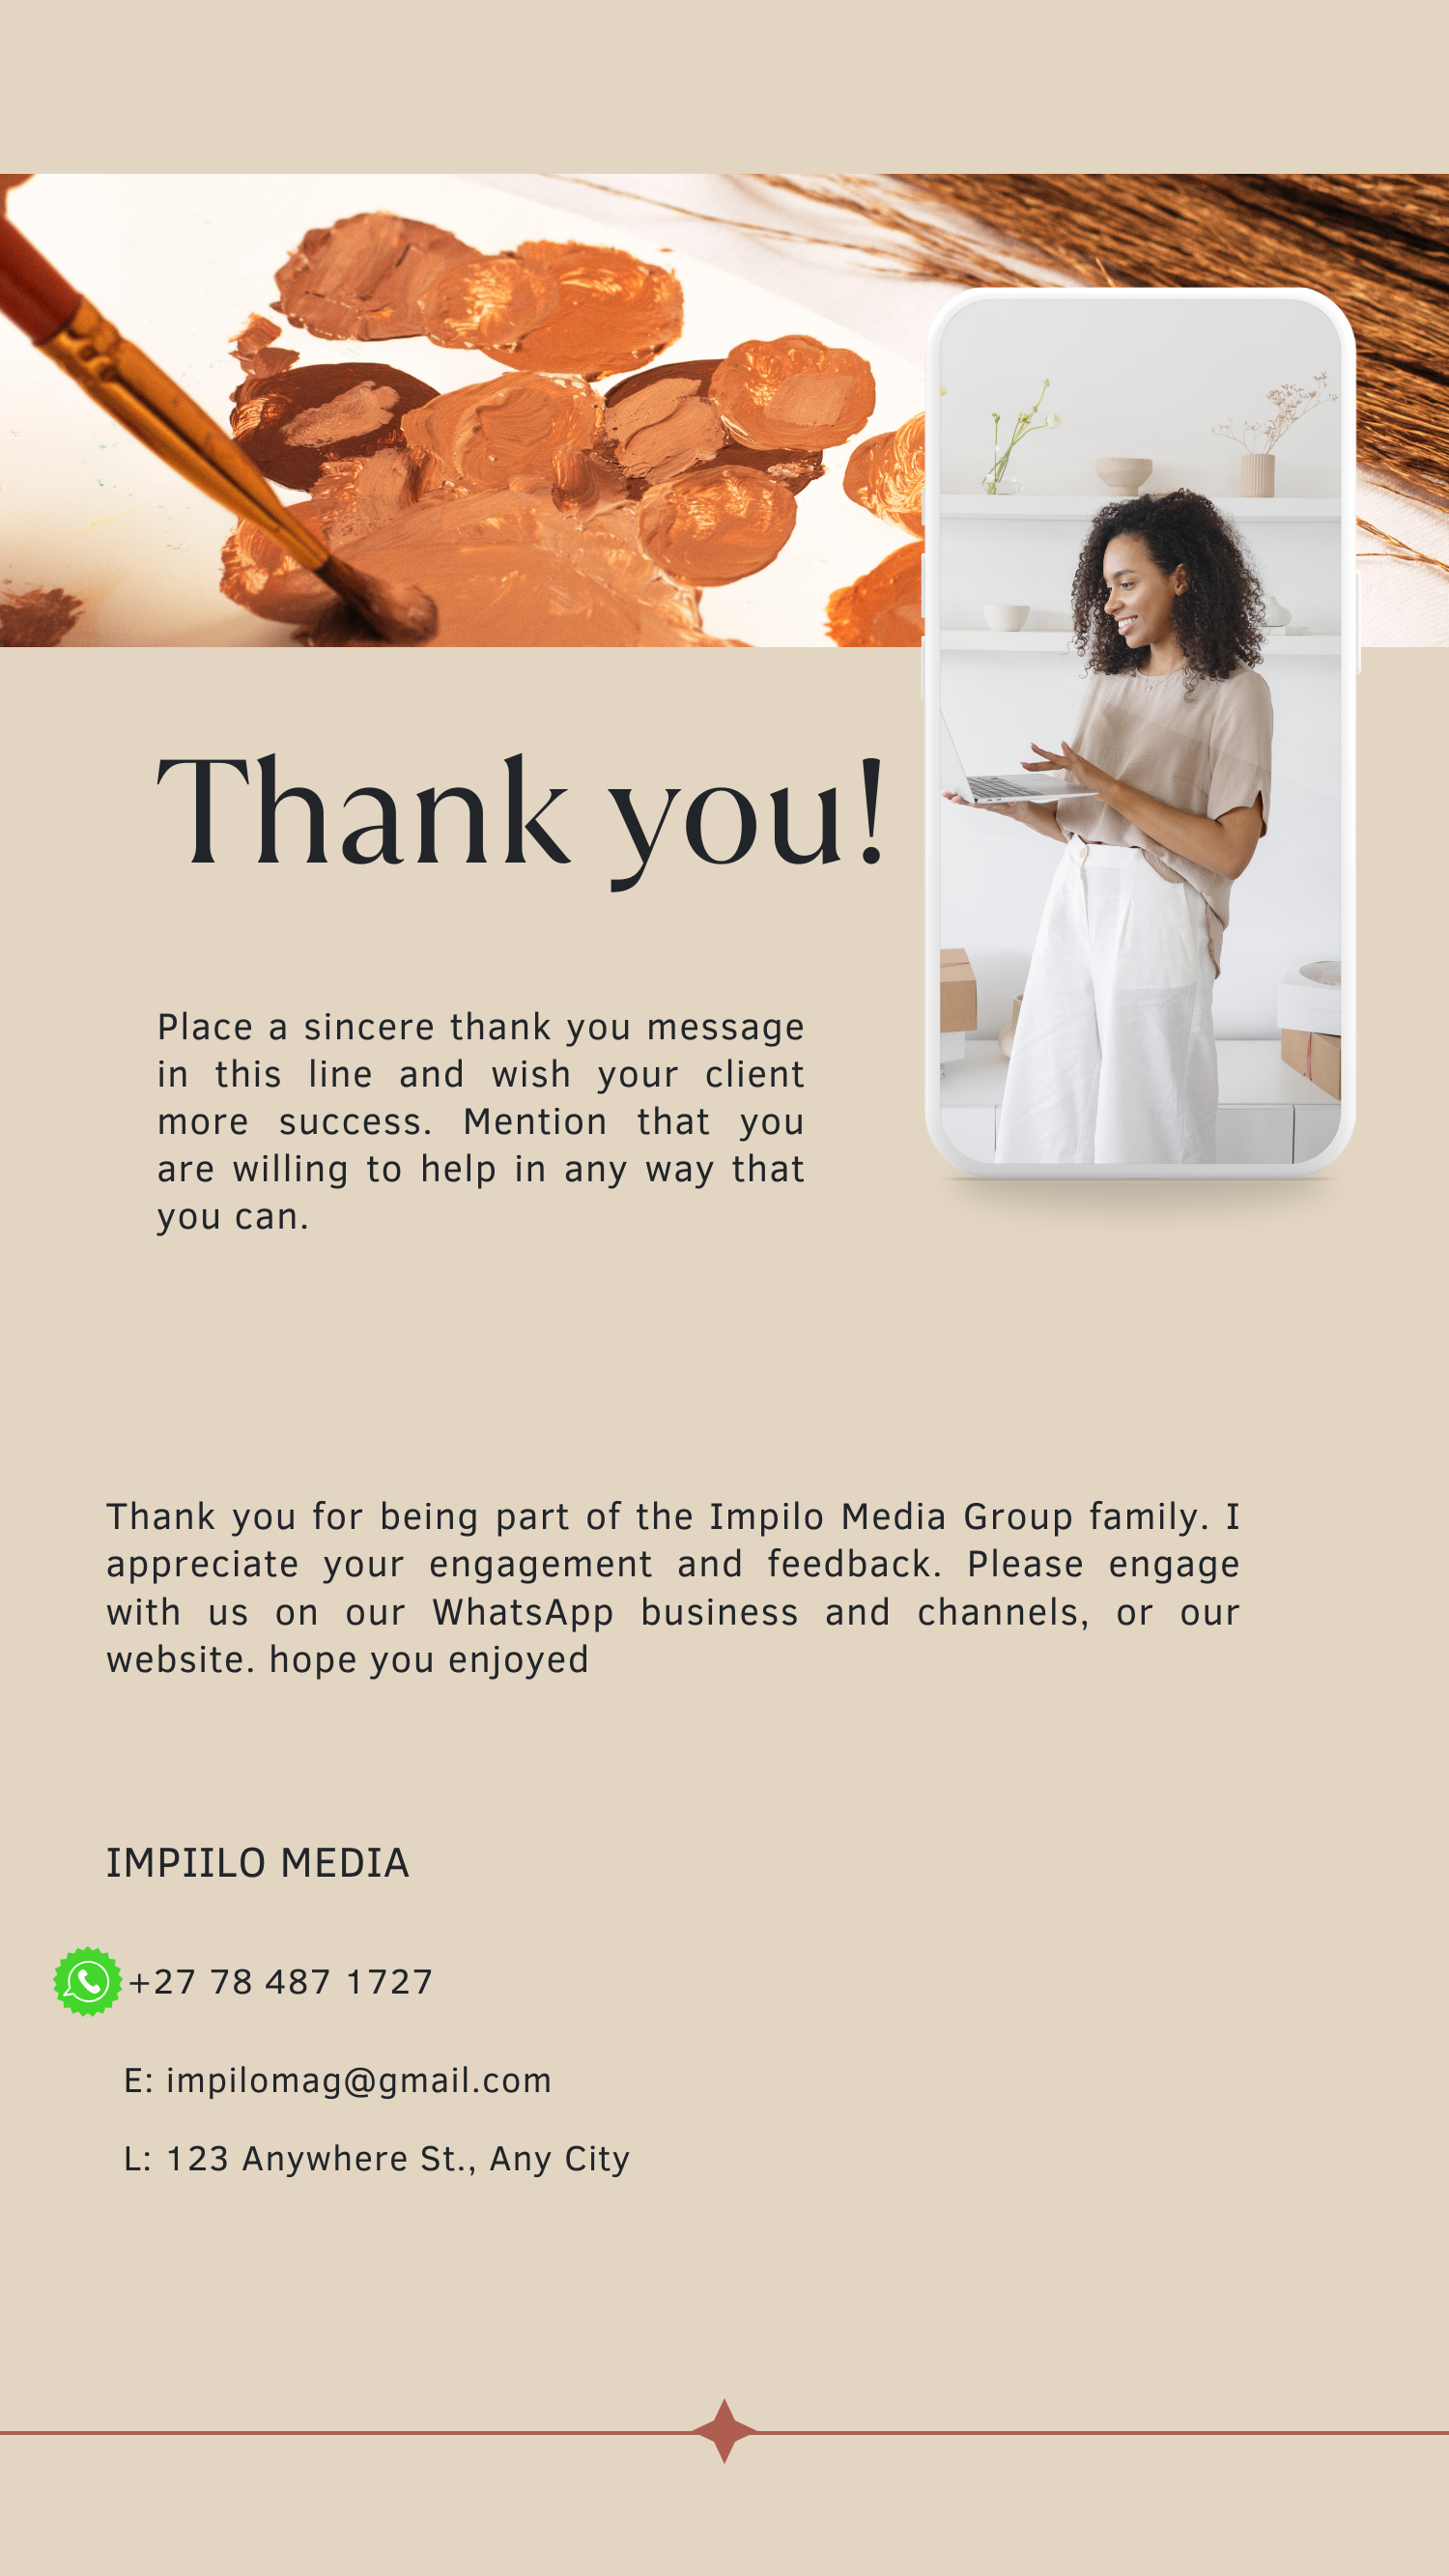 Thank you!
Place a sincere thank you message
in this line and wish your client
more success. Mention that you
are willing to help in any way that
you can.
Thank you for being part of the Impilo Media Group family. I
appreciate your engagement and feedback. Please engage
with us on our WhatsApp business and channels, or our
website. hope you enjoyed
IMPIILO MEDIA
+27 78 487 1727
E: impilomag@gmail.com
L: 123 Anywhere St., Any City